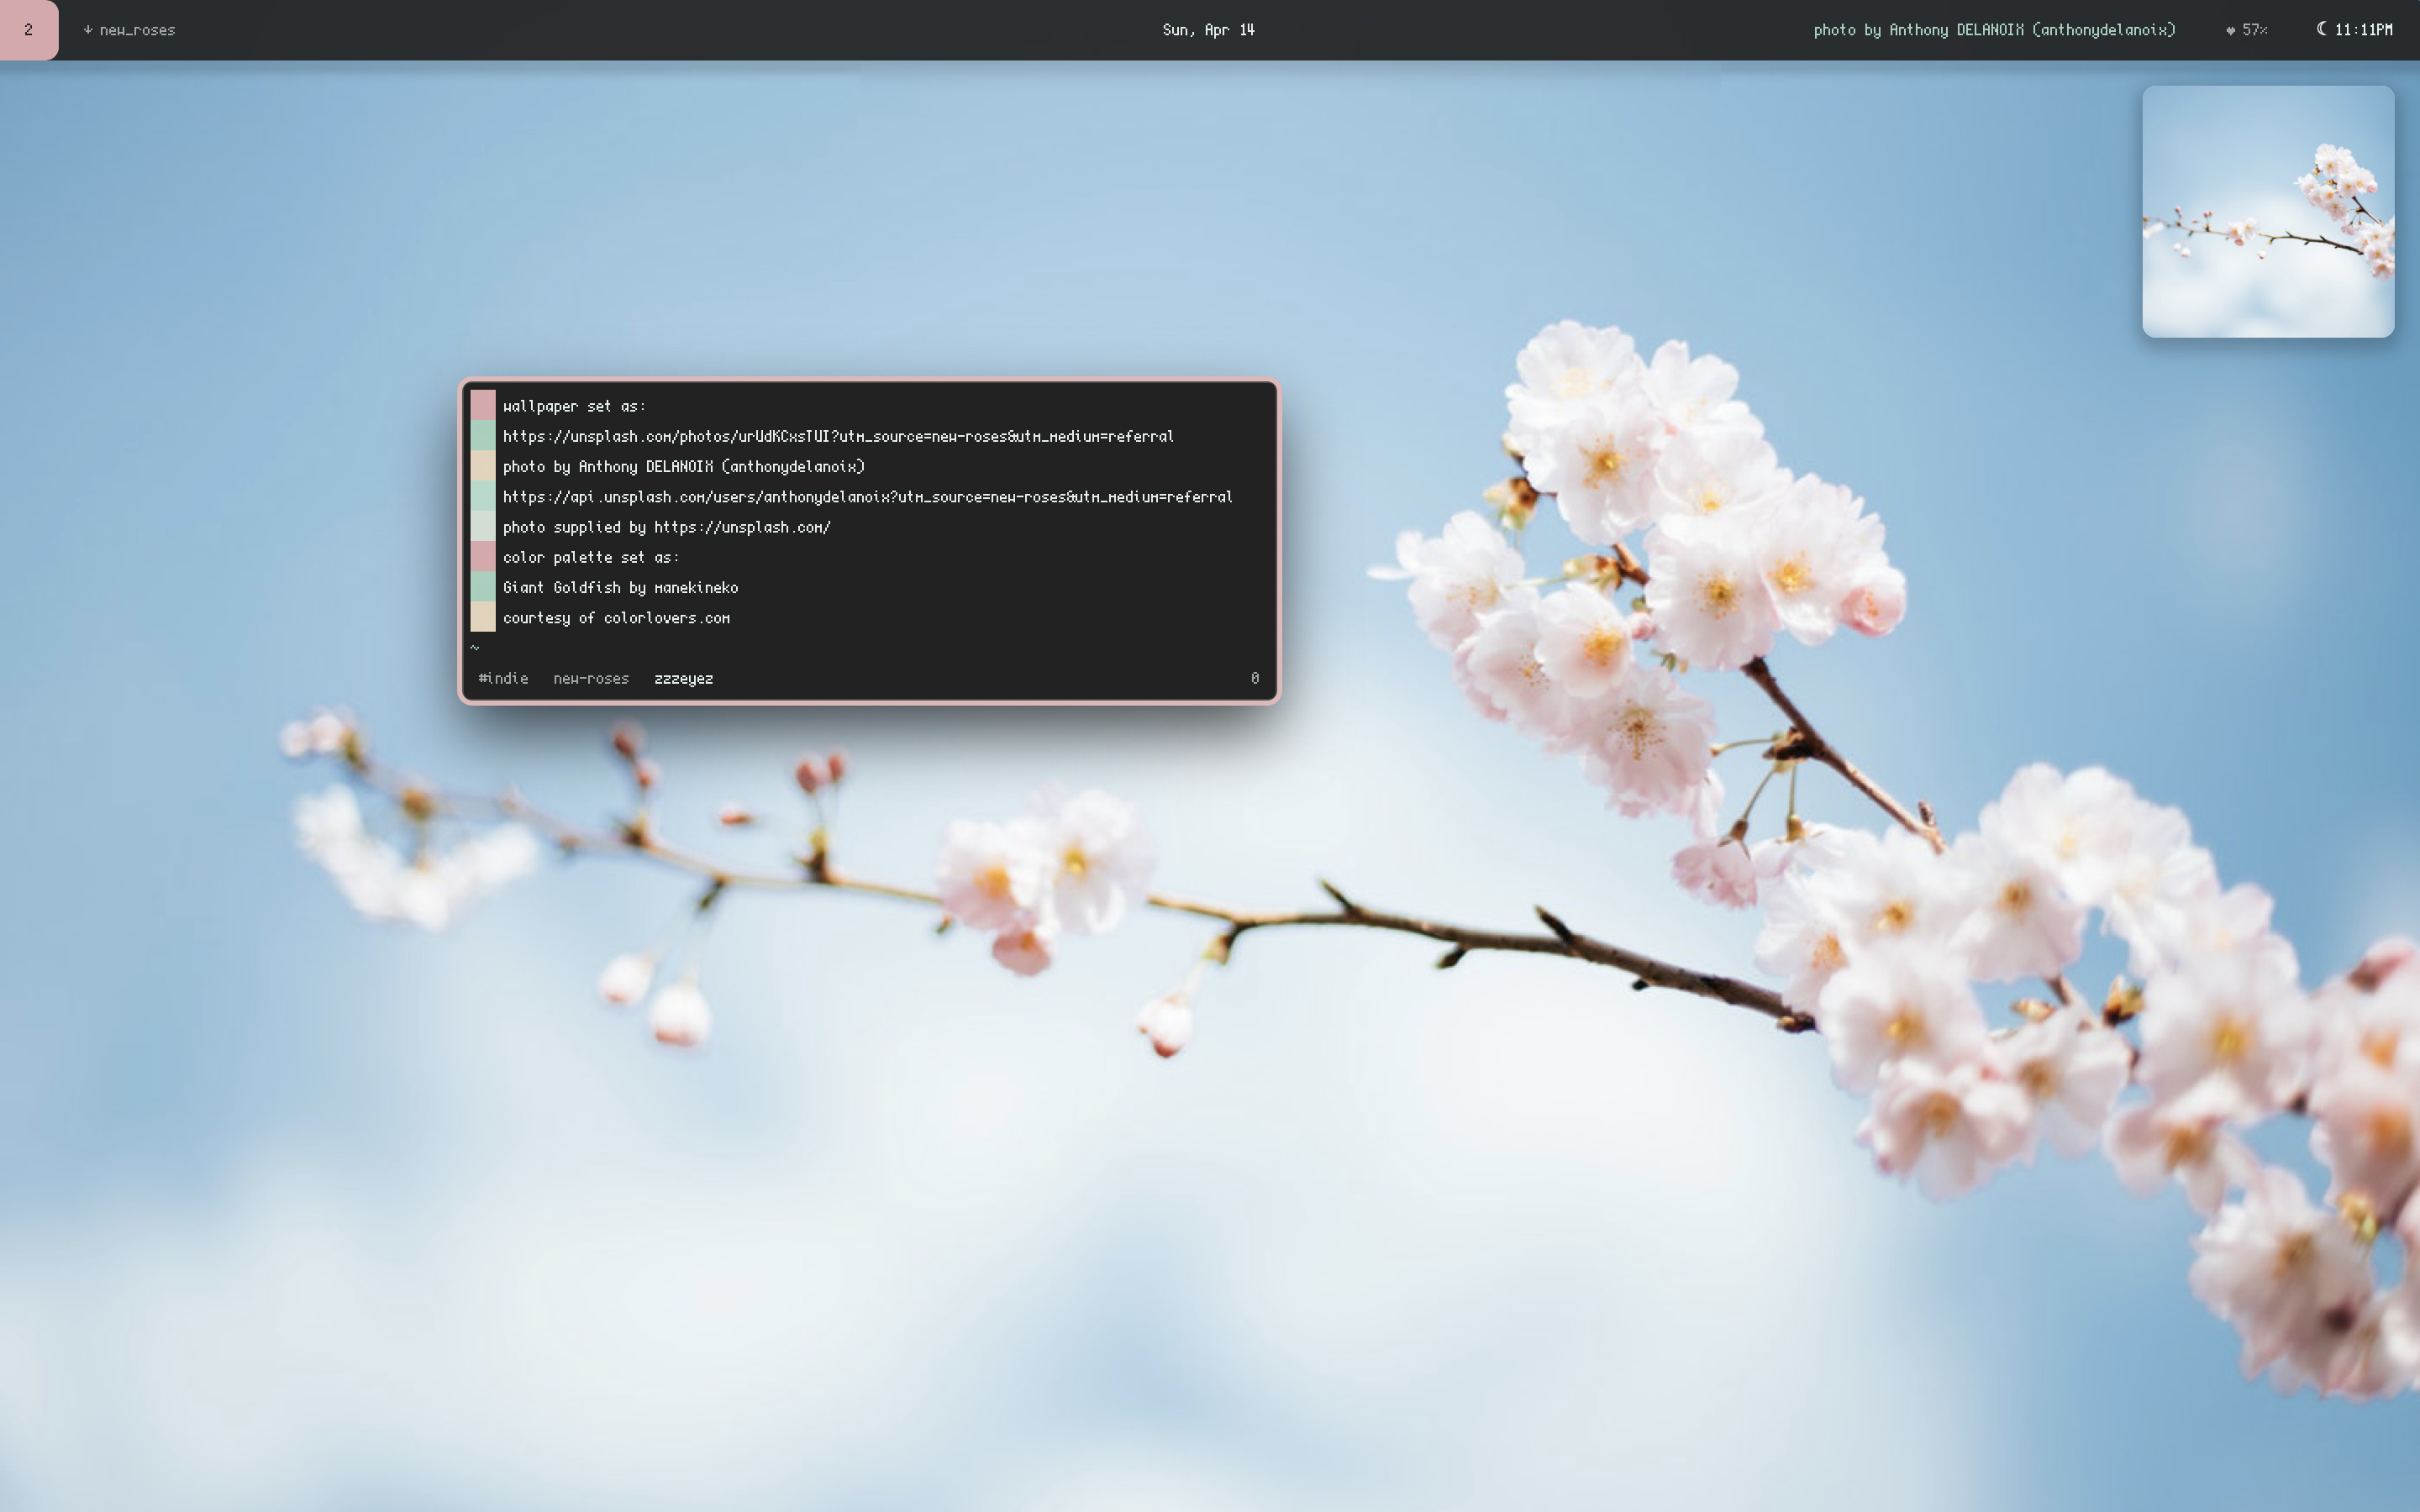 2
↓ new_roses
Sun, Apr 14
photo by Anthony DELANOIX (anthonydelanoix)
♥ 57%
☾ 11:11PM
wallpaper set as:
https://unsplash.com/photos/urUdKCxsTUI?utm_source=new-roses&utm_medium=referral
photo by Anthony DELANOIX (anthonydelanoix)
https://api.unsplash.com/users/anthonydelanoix?utm_source=new-roses&utm_medium=referral
photo supplied by https://unsplash.com/
color palette set as:
Giant Goldfish by manekineko
courtesy of colorlovers.com
~
#indie new-roses zzzeyez 0